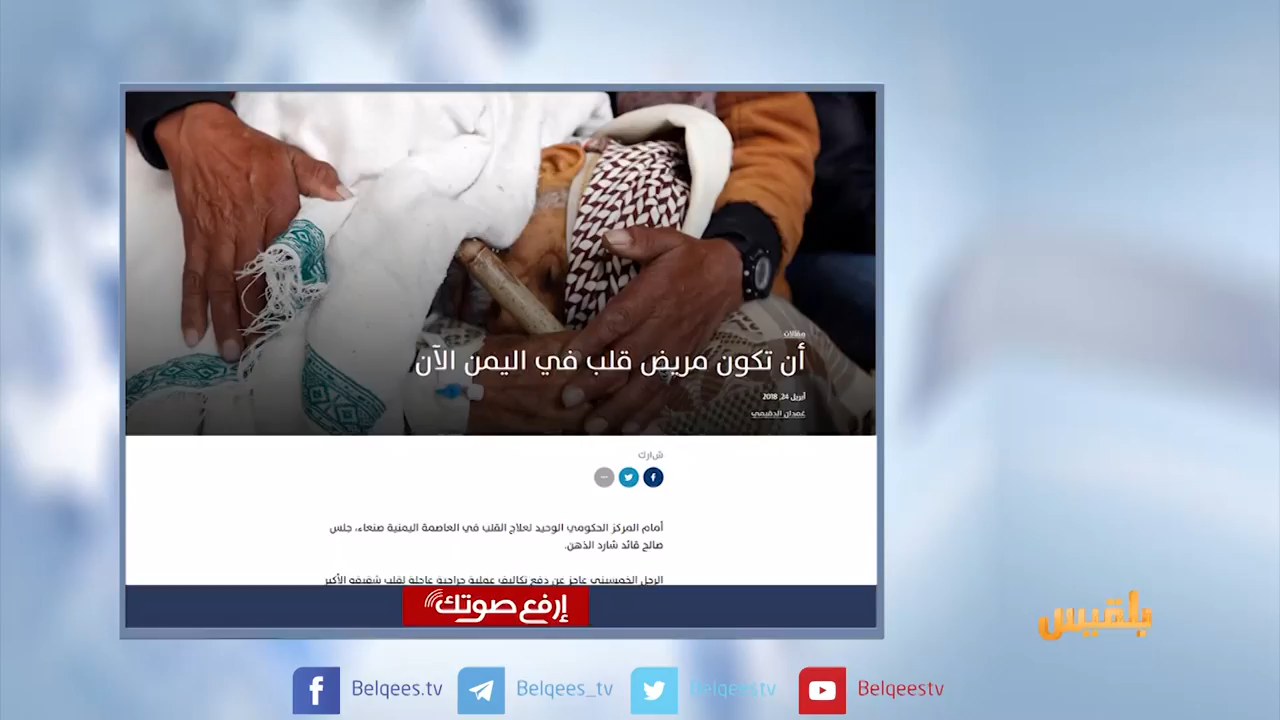 مقالات
أن تكون مريض قلب في اليمن الآن
أبريل 24, 2018
غمدان الدقيمي
شارك
أمام المركز الحكومي الوحيد لعلاج القلب في العاصمة اليمنية صنعاء، جلس
صالح قائد شارد الذهن.
الرجل الخمسيني عاجز عن دفع تكاليف عملية جراحية عاجلة لقلب شقيقه الأكبر
إرفع صوتك
بلقيس
Belqees.tv
Belqees_tv
Belqeestv
Belqeestv